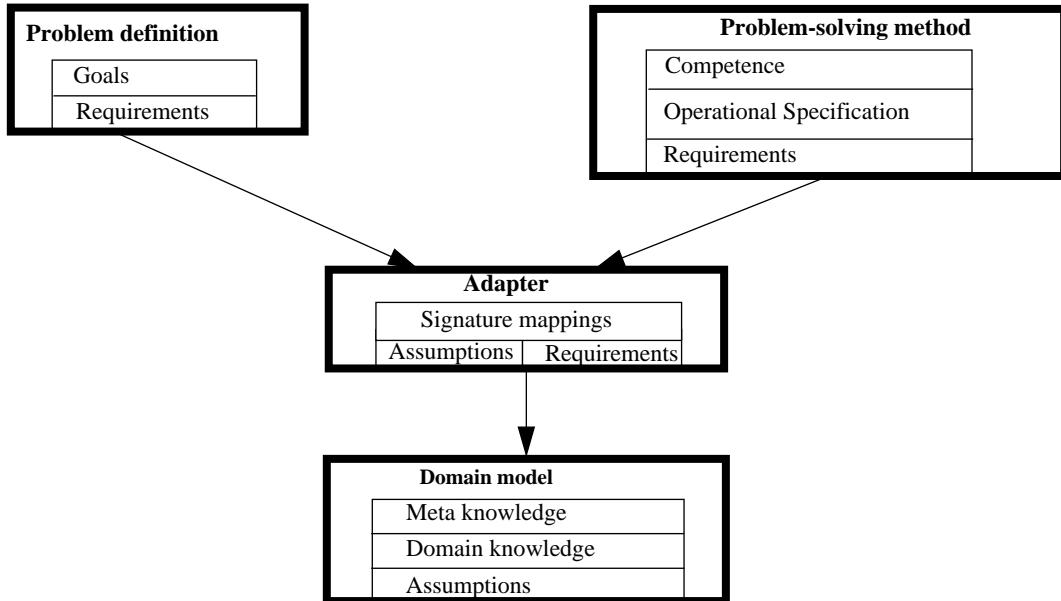 Problem definition
Goals
Requirements
Problem-solving method
Competence
Operational Specification
Requirements
Adapter
Signature mappings
Assumptions
Requirements
Domain model
Meta knowledge
Domain knowledge
Assumptions